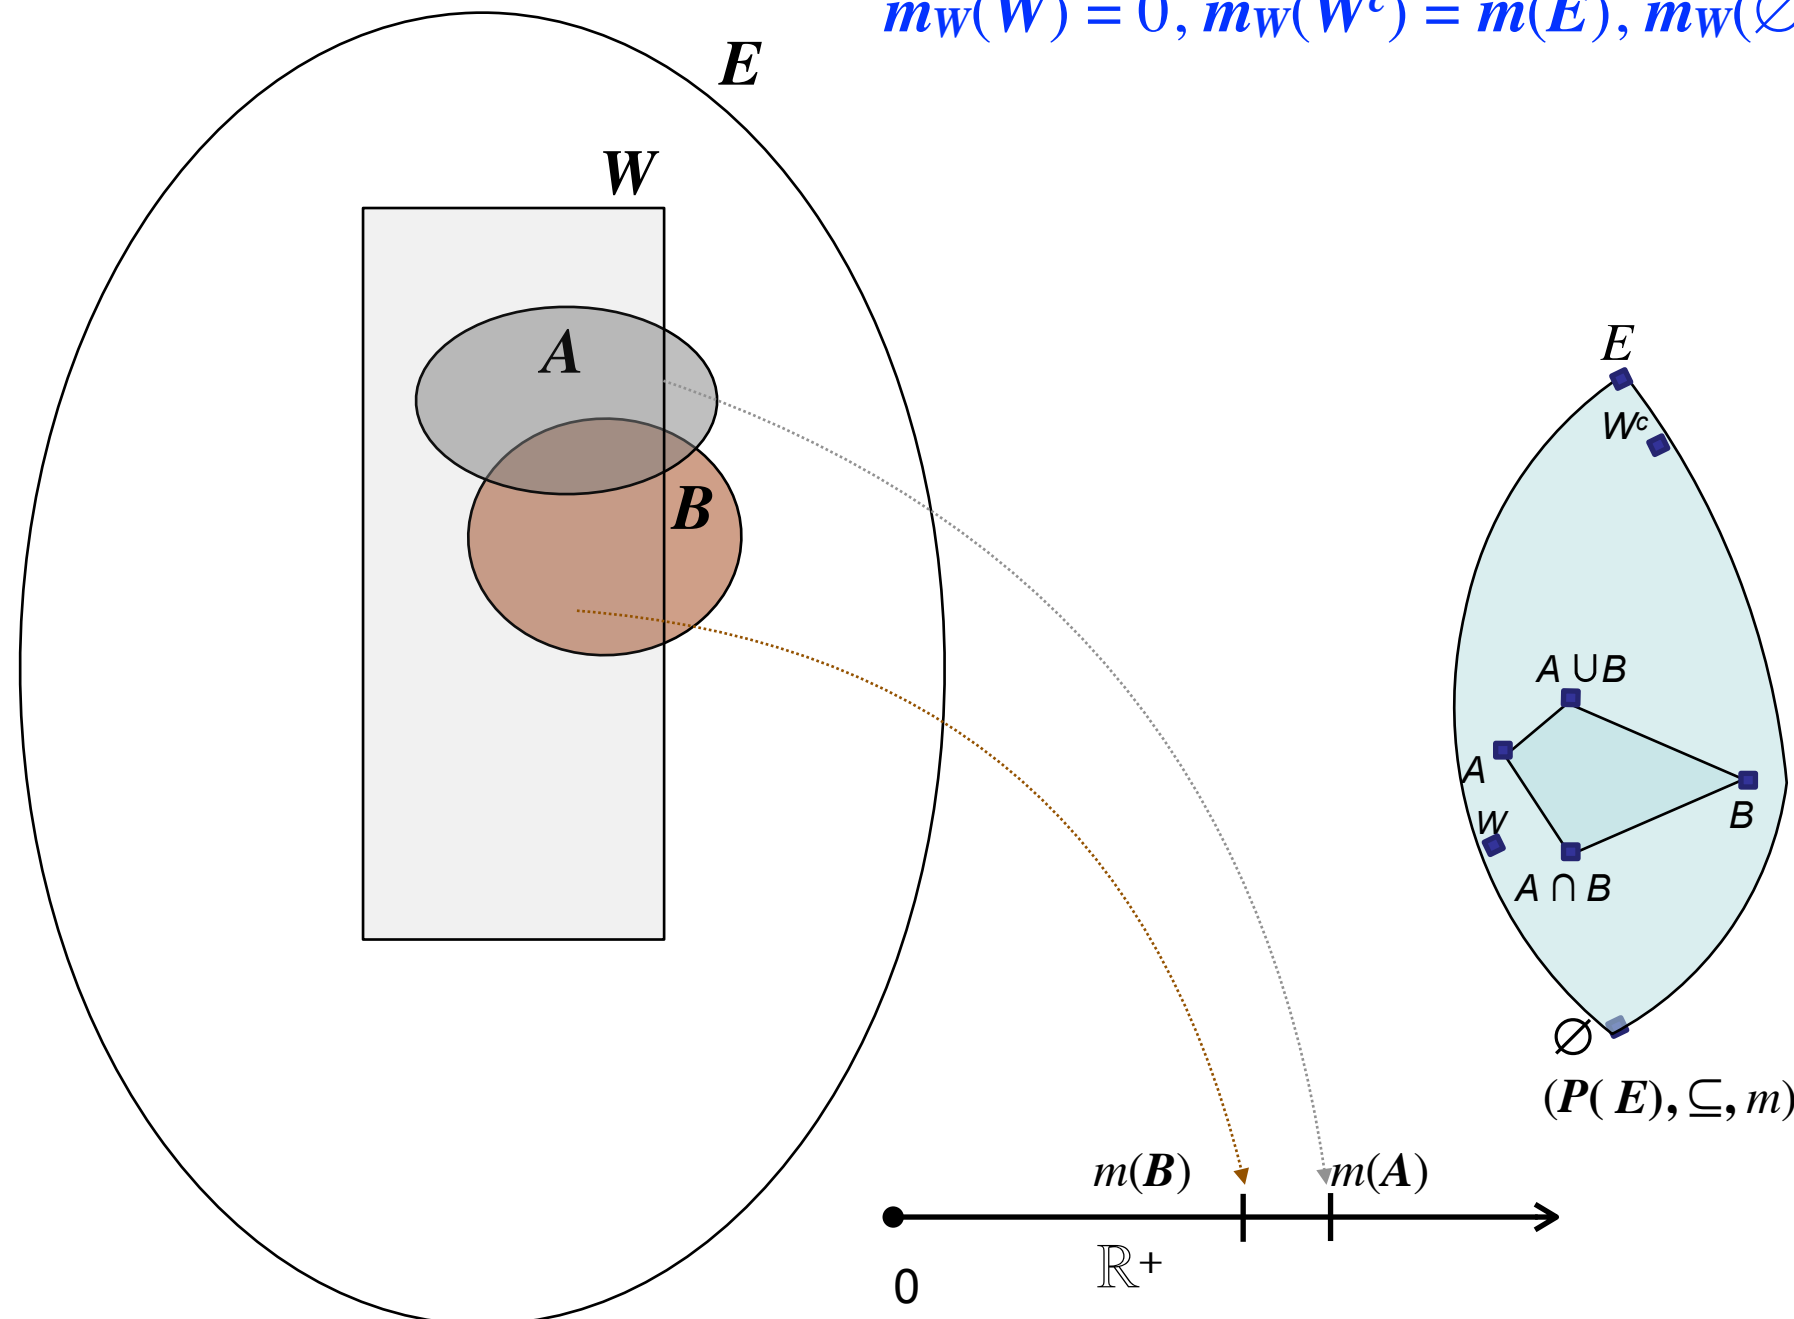 m_W(W) = 0, m_W(W^c) = m(E), m_W(∅
E
W
A
B
E
W^c
A ∪ B
A
B
W
A ∩ B
∅
(P( E), ⊆, m)
m(B)
m(A)
ℝ⁺
0